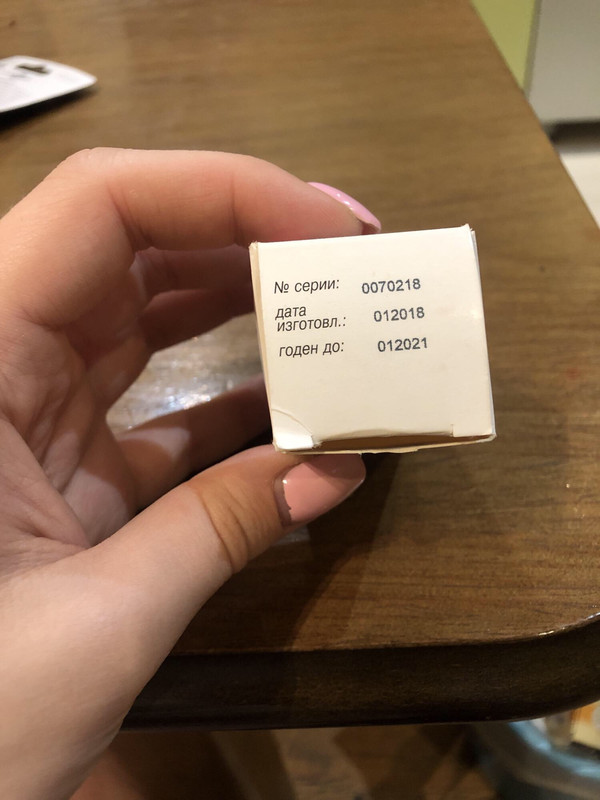 № серии: 0070218
дата
изготовл.: 012018
годен до: 012021